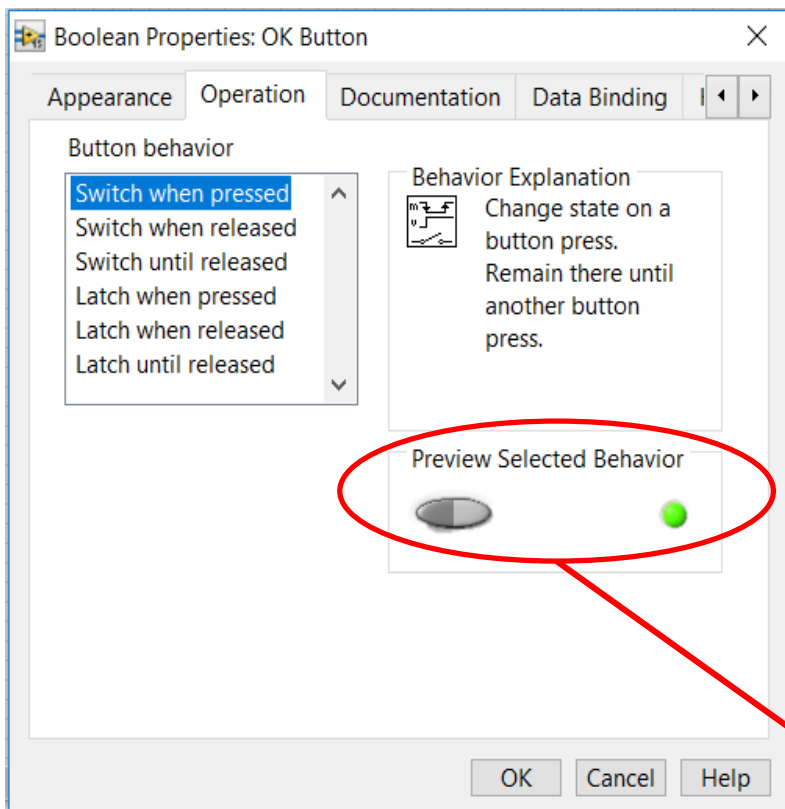 Boolean Properties: OK Button
Appearance
Operation
Documentation
Data Binding
Button behavior
Switch when pressed
Switch when released
Switch until released
Latch when pressed
Latch when released
Latch until released
Behavior Explanation
Change state on a
button press.
Remain there until
another button
press.
Preview Selected Behavior
OK
Cancel
Help